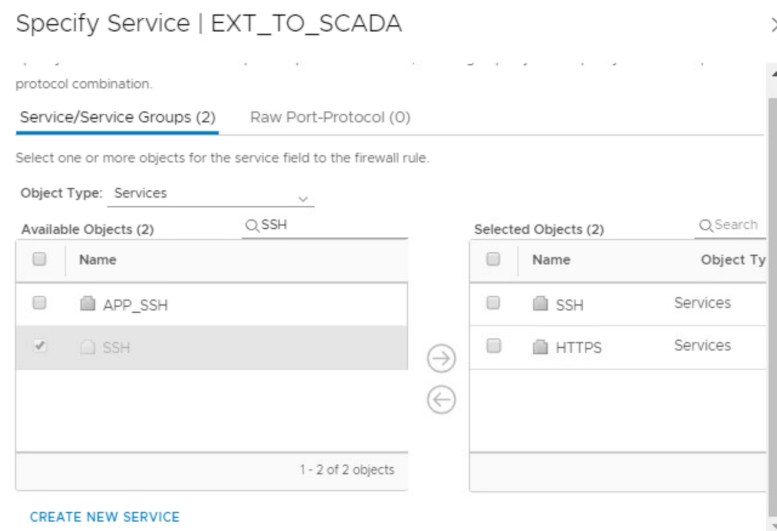 Specify Service | EXT_TO_SCADA
protocol combination.
Service/Service Groups (2) Raw Port-Protocol (0)
Select one or more objects for the service field to the firewall rule.
Object Type: Services
Available Objects (2) SSH
Selected Objects (2) Search
Name
Name Object Ty
APP_SSH
SSH
SSH Services
HTTPS Services
1 - 2 of 2 objects
CREATE NEW SERVICE